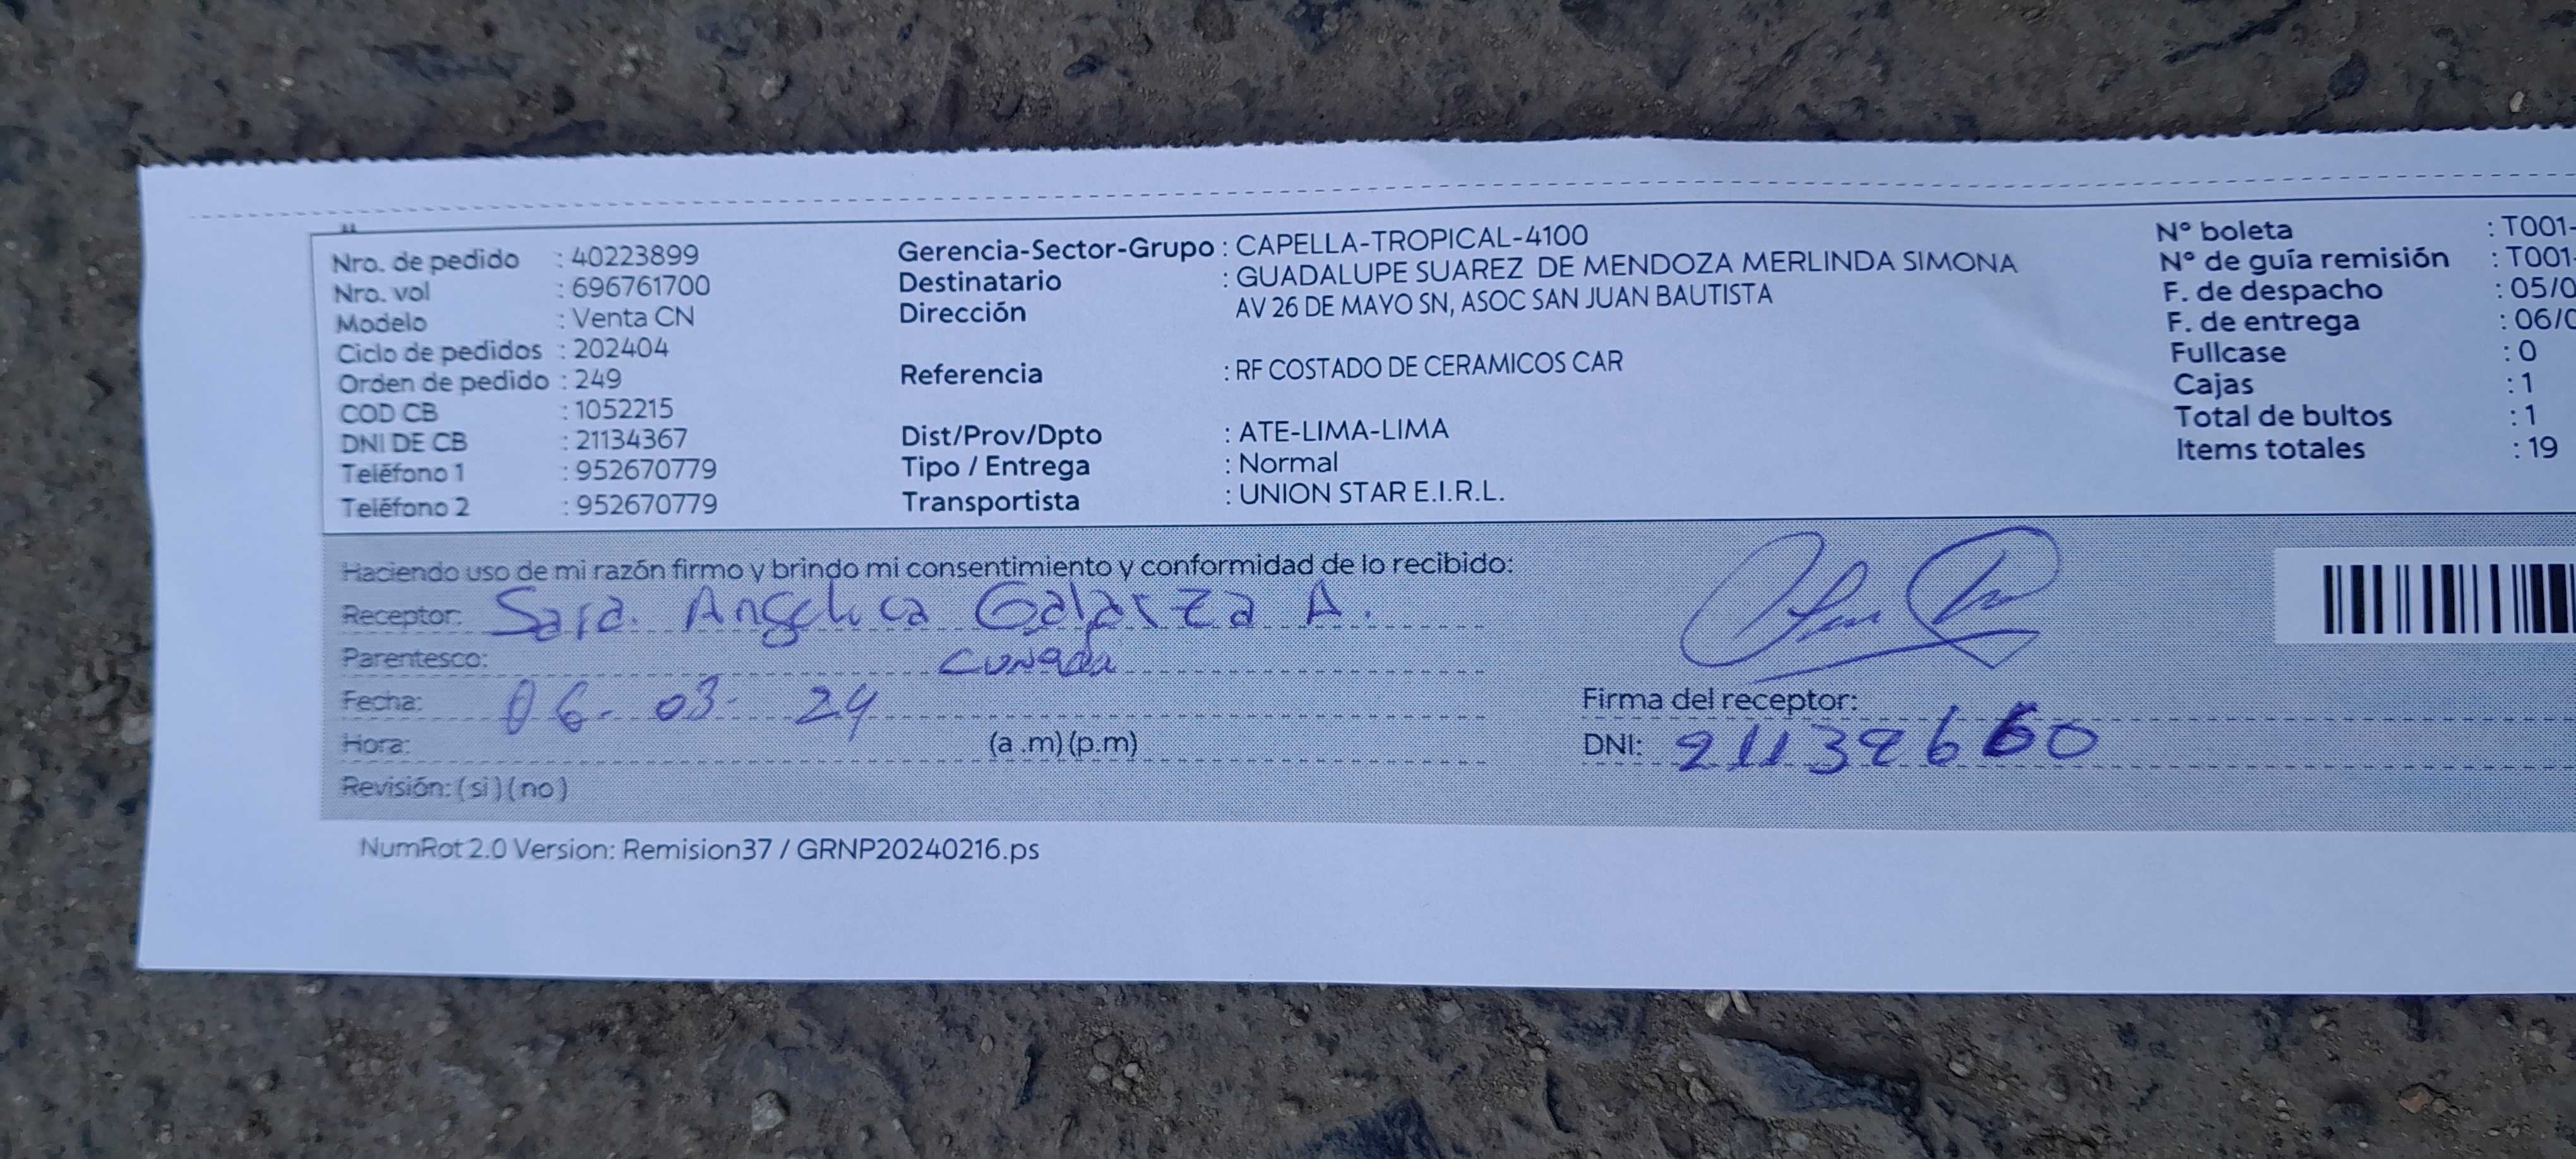 Nro. de pedido : 40223899
Nro. vol : 696761700
Modelo : Venta CN
Ciclo de pedidos : 202404
Orden de pedido : 249
COD CB : 1052215
DNI DE CB : 21134367
Teléfono 1 : 952670779
Teléfono 2 : 952670779
Gerencia-Sector-Grupo : CAPELLA-TROPICAL-4100
Destinatario : GUADALUPE SUAREZ DE MENDOZA MERLINDA SIMONA
Dirección AV 26 DE MAYO SN, ASOC SAN JUAN BAUTISTA
Referencia : RF COSTADO DE CERAMICOS CAR
Dist/Prov/Dpto : ATE-LIMA-LIMA
Tipo / Entrega : Normal
Transportista : UNION STAR E.I.R.L.
N° boleta : T001-
N° de guía remisión : T001-
F. de despacho : 05/0
F. de entrega : 06/0
Fullcase : 0
Cajas : 1
Total de bultos : 1
Items totales : 19
Haciendo uso de mi razón firmo y brindo mi consentimiento y conformidad de lo recibido:
Receptor: Sara. Angelica Galarza A.
Parentesco: cuñada
Fecha: 06-03-24
Hora: (a .m) (p.m)
Revisión: (si) (no)
Firma del receptor:
DNI:
NumRot 2.0 Version: Remision37 / GRNP20240216.ps